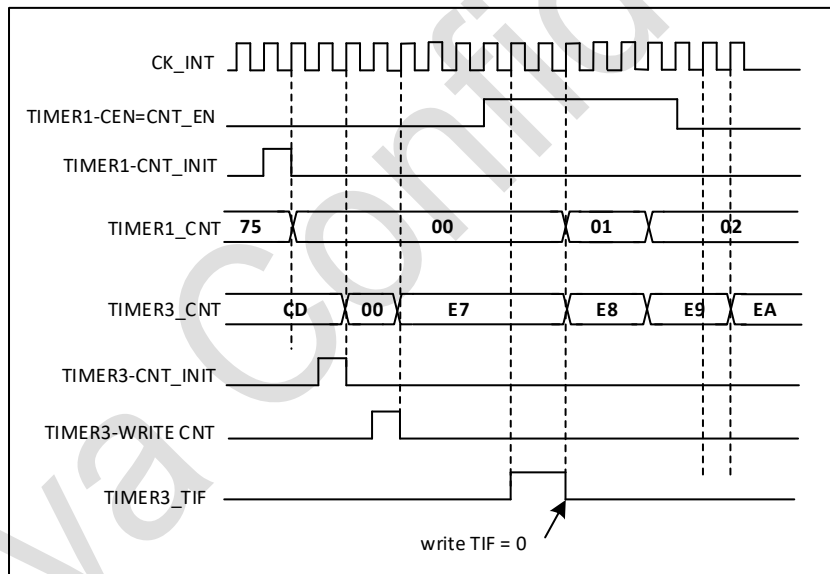 CK_INT
TIMER1-CEN=CNT_EN
TIMER1-CNT_INIT
TIMER1_CNT 75 00 01 02
TIMER3_CNT CD 00 E7 E8 E9 EA
TIMER3-CNT_INIT
TIMER3-WRITE CNT
TIMER3_TIF
write TIF = 0